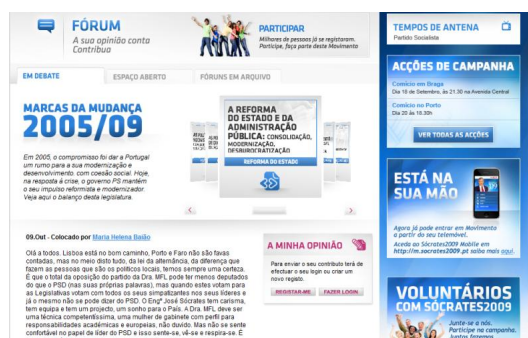 FÓRUM
A sua opinião conta
Contribua
PARTICIPAR
Milhares de pessoas já se registaram.
Participe, faça parte deste Movimento
EM DEBATE
ESPAÇO ABERTO
FÓRUNS EM ARQUIVO
MARCAS DA MUDANÇA
2005/09
Em 2005, o compromisso foi dar a Portugal
um rumo para a sua modernização e
desenvolvimento, com coesão social. Hoje,
na resposta à crise, o governo PS mantém
o seu impulso reformista e modernizador.
Veja aqui o balanço desta legislatura.
A REFORMA
DO ESTADO E DA
ADMINISTRAÇÃO
PÚBLICA: CONSOLIDAÇÃO,
MODERNIZAÇÃO,
DESBUROCRATIZAÇÃO
REFORMA DO ESTADO
09.Out - Colocado por Maria Helena Baião
Olá a todos. Lisboa está no bom caminho, Porto e Faro não são favas
contadas, mas no meio disto tudo, da lei da alternância, da diferença que
fazem as pessoas que são os políticos locais, temos sempre uma certeza.
É que o total da oposição do partido da Dra. MFL pode ter menos deputados
do que o PSD (nas suas próprias palavras), mas quando estes votam para
as Legislativas votam com todos os seus simpatizantes nos seus líderes e
já o mesmo não se pode dizer do PSD. O Engº José Sócrates tem carisma,
tem equipa e tem um projecto, um sonho para o País. A Dra. MFL deve ser
uma técnica competentíssima, uma mulher de gabinete com perfil para
responsabilidades académicas e europeias, não duvido. Mas não se sente
confortável no papel de líder do PSD e isso sente-se, vê-se e respira-se. É
A MINHA OPINIÃO
Para enviar o seu contributo terá de
efectuar o seu login ou criar um
novo registo.
REGISTAR-ME
FAZER LOGIN
TEMPOS DE ANTENA
Partido Socialista
ACÇÕES DE CAMPANHA
Comício em Braga
Dia 18 de Setembro, às 21.30 na Avenida Central
Comício no Porto
Dia 20 às 18.30h
VER TODAS AS ACÇÕES
ESTÁ NA
SUA MÃO
Agora já pode entrar em Movimento
a partir do seu telemóvel.
Aceda ao Sócrates2009 Mobile em
http://m.socrates2009.pt saiba mais aqui.
VOLUNTÁRIOS
COM SÓCRATES2009
Junte-se a nós.
Participe na campanha.
Juntos fazemos